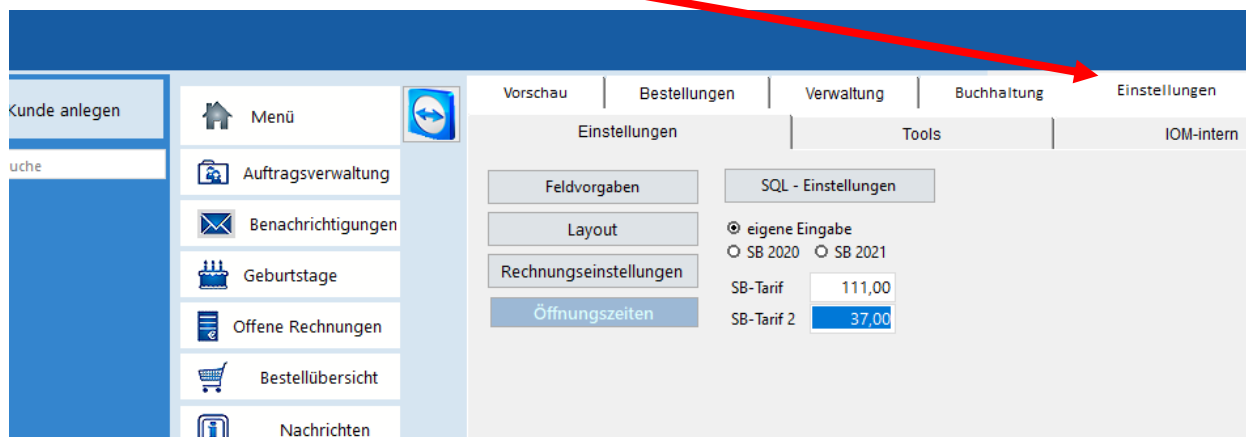 Kunde anlegen
uche
Menü
Auftragsverwaltung
Benachrichtigungen
Geburtstage
Offene Rechnungen
Bestellübersicht
Nachrichten
Vorschau Bestellungen Verwaltung Buchhaltung Einstellungen
Einstellungen Tools IOM-intern
Feldvorgaben
Layout
Rechnungseinstellungen
Öffnungszeiten
SQL - Einstellungen
eigene Eingabe
SB 2020 SB 2021
SB-Tarif 111,00
SB-Tarif 2 37,00